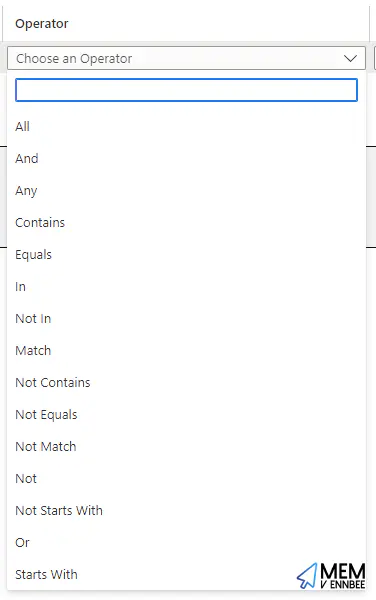 Operator
Choose an Operator
All
And
Any
Contains
Equals
In
Not In
Match
Not Contains
Not Equals
Not Match
Not
Not Starts With
Or
Starts With
MEM
V ENNBEE